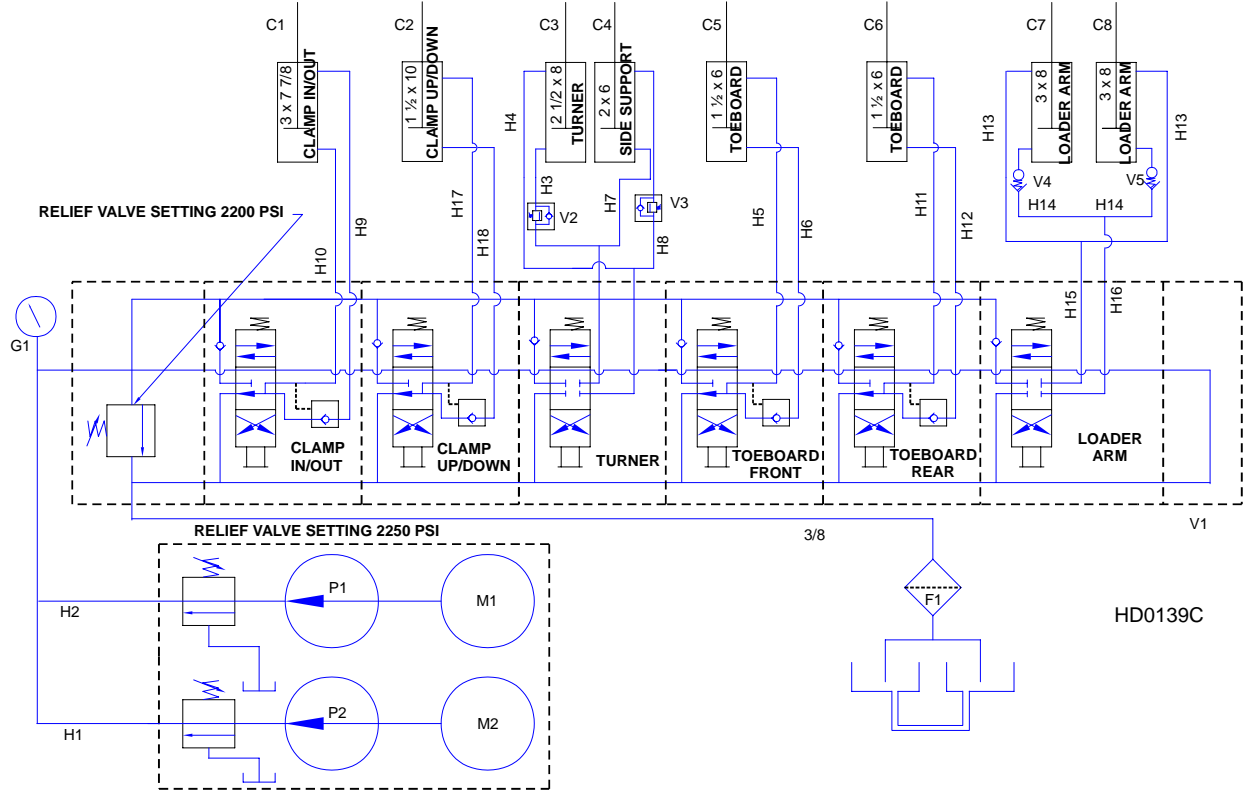 C1
C2
C3
C4
C5
C6
C7
C8
3 x 7 7/8
CLAMP IN/OUT
1 ½ x 10
CLAMP UP/DOWN
2 1/2 x 8
TURNER
2 x 6
SIDE SUPPORT
1 ½ x 6
TOEBOARD
1 ½ x 6
TOEBOARD
3 x 8
LOADER ARM
3 x 8
LOADER ARM
H4
H13
H13
H3
H7
V2
V3
V4
V5
H14
H14
H17
H11
H5
H9
H10
H18
H8
H6
H12
H15
H16
RELIEF VALVE SETTING 2200 PSI
G1
CLAMP
IN/OUT
CLAMP
UP/DOWN
TURNER
TOEBOARD
FRONT
TOEBOARD
REAR
LOADER
ARM
RELIEF VALVE SETTING 2250 PSI
3/8
V1
P1
M1
H2
F1
HD0139C
P2
M2
H1